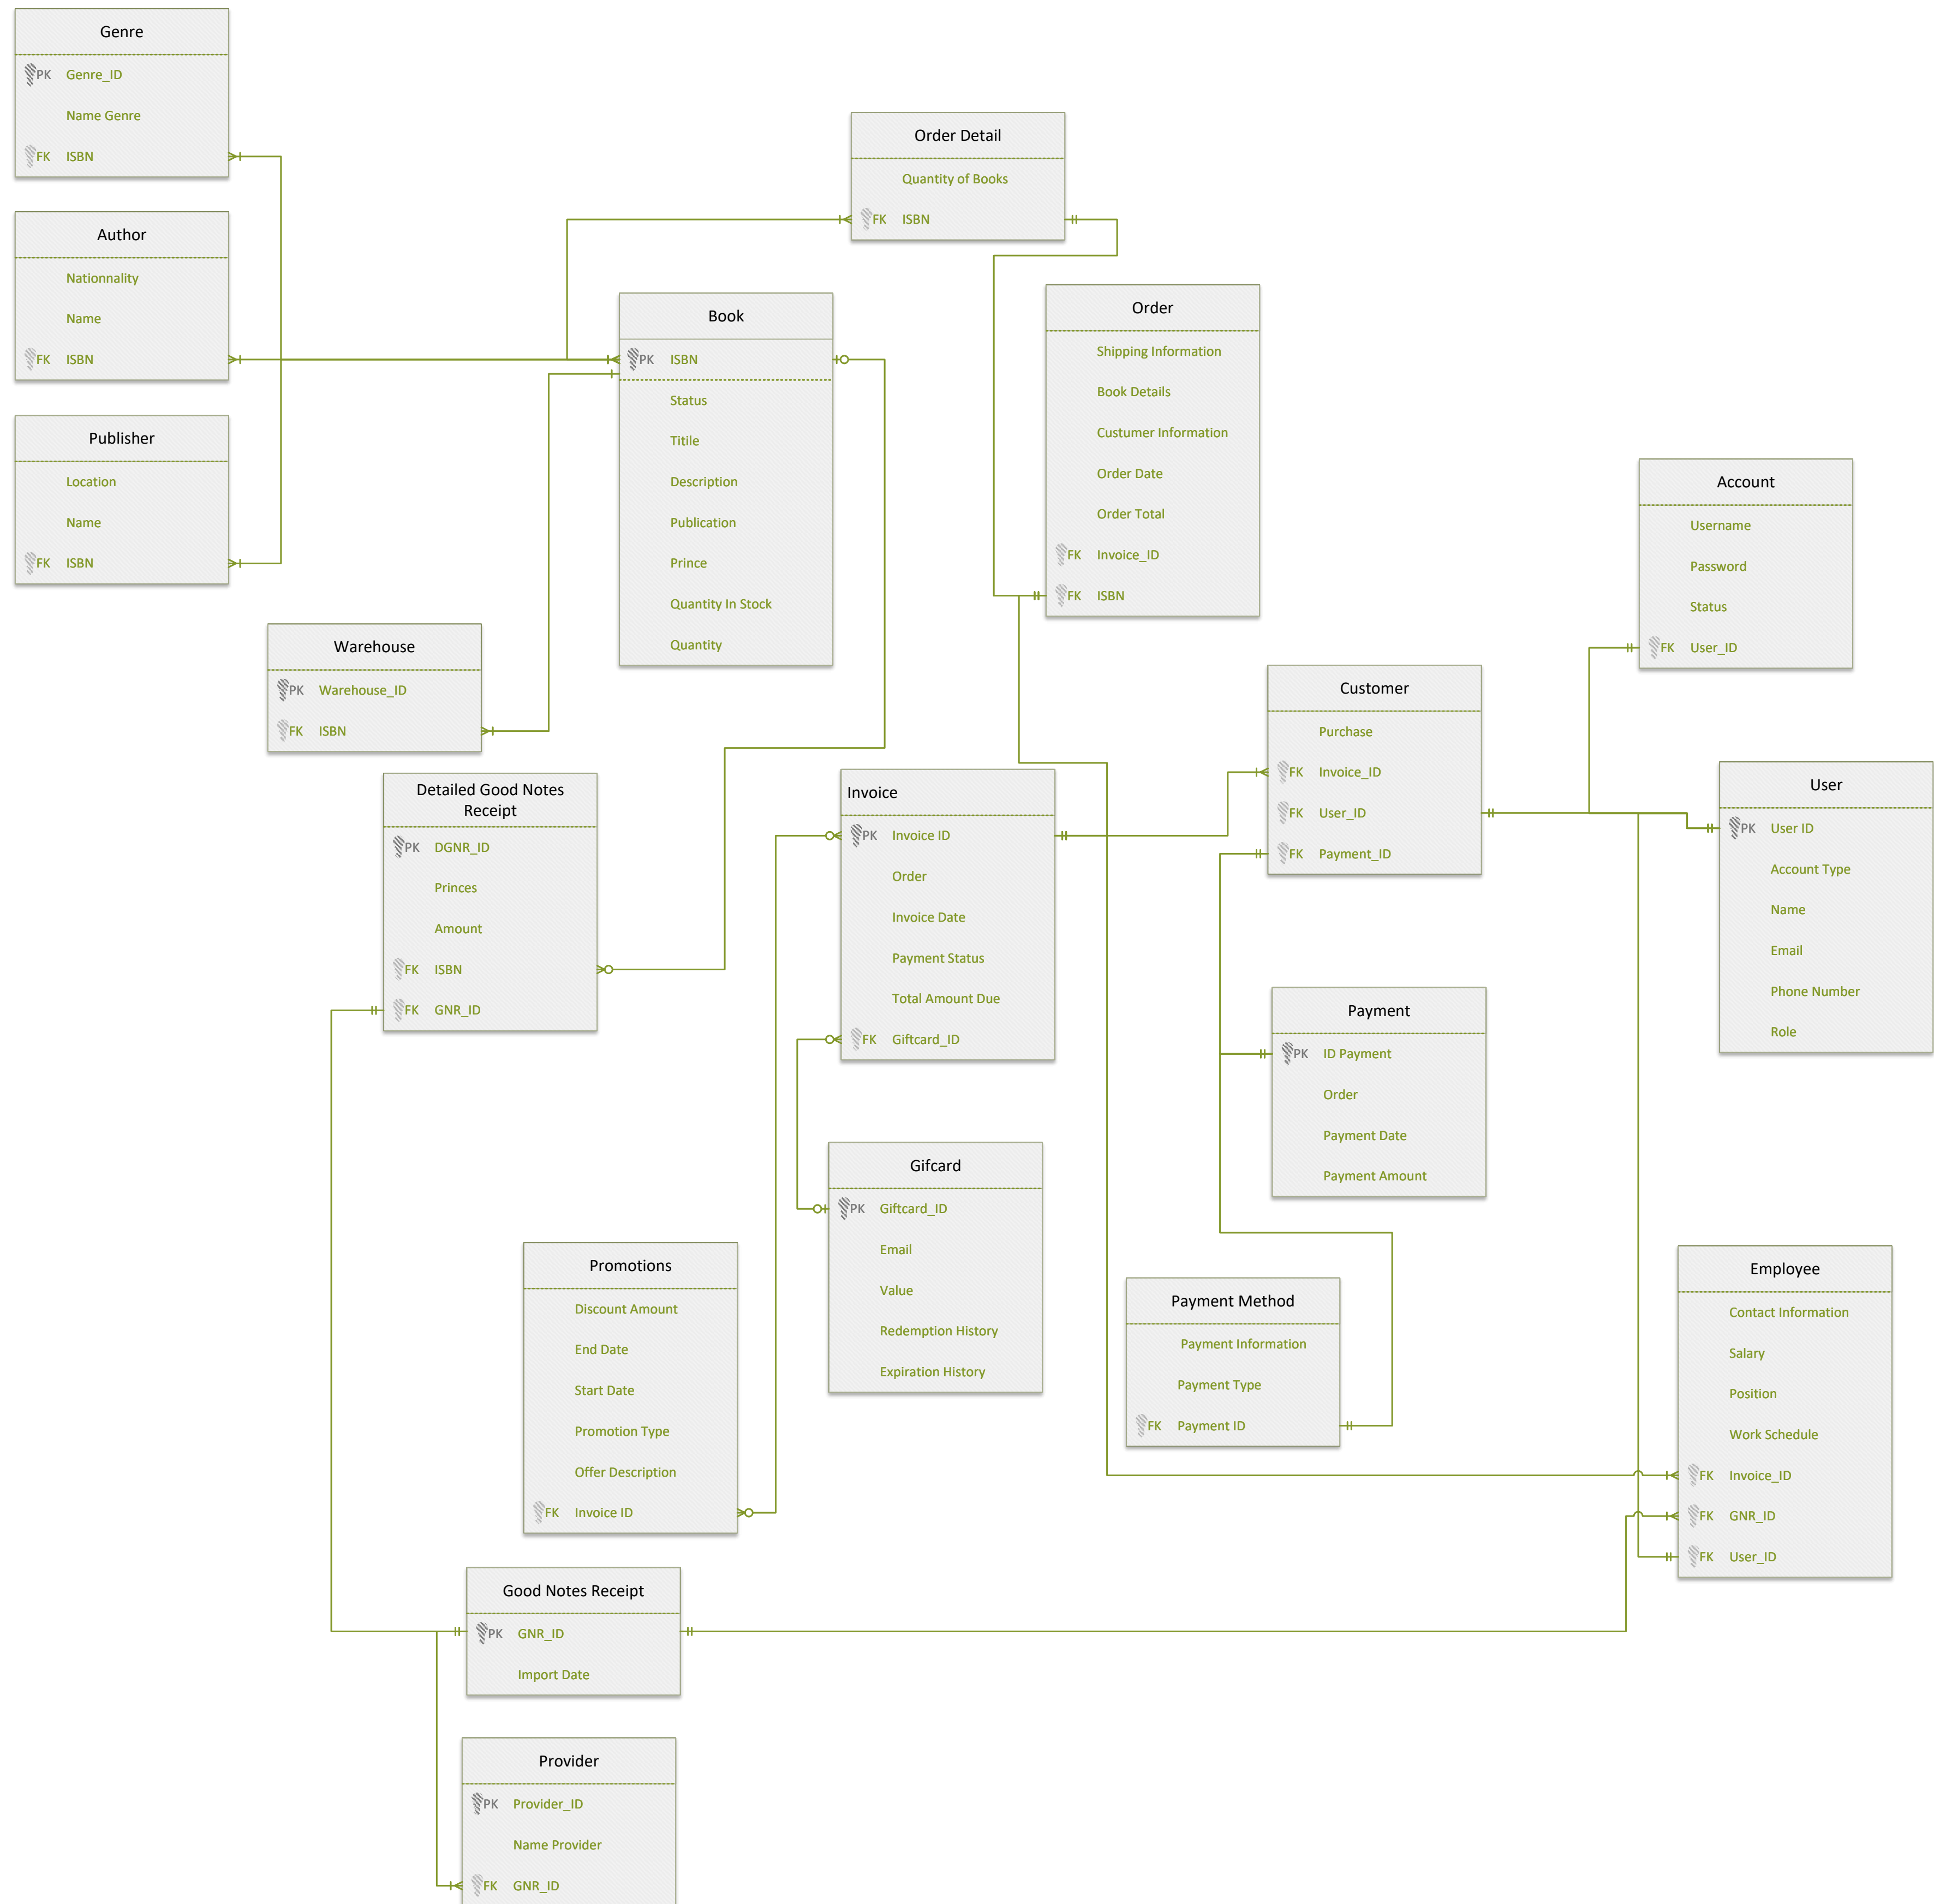 Genre
PK Genre_ID
Name Genre
FK ISBN
Author
Nationnality
Name
FK ISBN
Publisher
Location
Name
FK ISBN
Warehouse
PK Warehouse_ID
FK ISBN
Order Detail
Quantity of Books
FK ISBN
Book
PK ISBN
Status
Titile
Description
Publication
Prince
Quantity In Stock
Quantity
Order
Shipping Information
Book Details
Custumer Information
Order Date
Order Total
FK Invoice_ID
FK ISBN
Account
Username
Password
Status
FK User_ID
Customer
Purchase
FK Invoice_ID
FK User_ID
FK Payment_ID
User
PK User ID
Account Type
Name
Email
Phone Number
Role
Detailed Good Notes
Receipt
PK DGNR_ID
Princes
Amount
FK ISBN
FK GNR_ID
Invoice
PK Invoice ID
Order
Invoice Date
Payment Status
Total Amount Due
FK Giftcard_ID
Payment
PK ID Payment
Order
Payment Date
Payment Amount
Gifcard
PK Giftcard_ID
Email
Value
Redemption History
Expiration History
Promotions
Discount Amount
End Date
Start Date
Promotion Type
Offer Description
FK Invoice ID
Payment Method
Payment Information
Payment Type
FK Payment ID
Employee
Contact Information
Salary
Position
Work Schedule
FK Invoice_ID
FK GNR_ID
FK User_ID
Good Notes Receipt
PK GNR_ID
Import Date
Provider
PK Provider_ID
Name Provider
FK GNR_ID